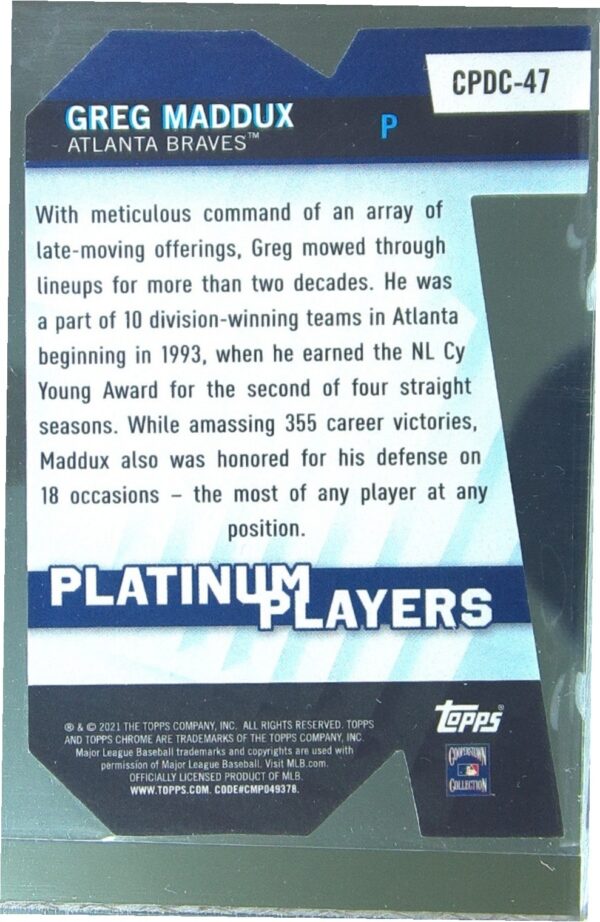 CPDC-47
GREG MADDUX
P
ATLANTA BRAVES™
With meticulous command of an array of
late-moving offerings, Greg mowed through
lineups for more than two decades. He was
a part of 10 division-winning teams in Atlanta
beginning in 1993, when he earned the NL Cy
Young Award for the second of four straight
seasons. While amassing 355 career victories,
Maddux also was honored for his defense on
18 occasions – the most of any player at any
position.
PLATINUM
PLAYERS
Topps®
® & © 2021 THE TOPPS COMPANY, INC. ALL RIGHTS RESERVED. TOPPS
AND TOPPS CHROME ARE TRADEMARKS OF THE TOPPS COMPANY, INC.
Major League Baseball trademarks and copyrights are used with
permission of Major League Baseball. Visit MLB.com.
OFFICIALLY LICENSED PRODUCT OF MLB.
WWW.TOPPS.COM. CODE#CMP049378.
COOPERSTOWN
COLLECTION